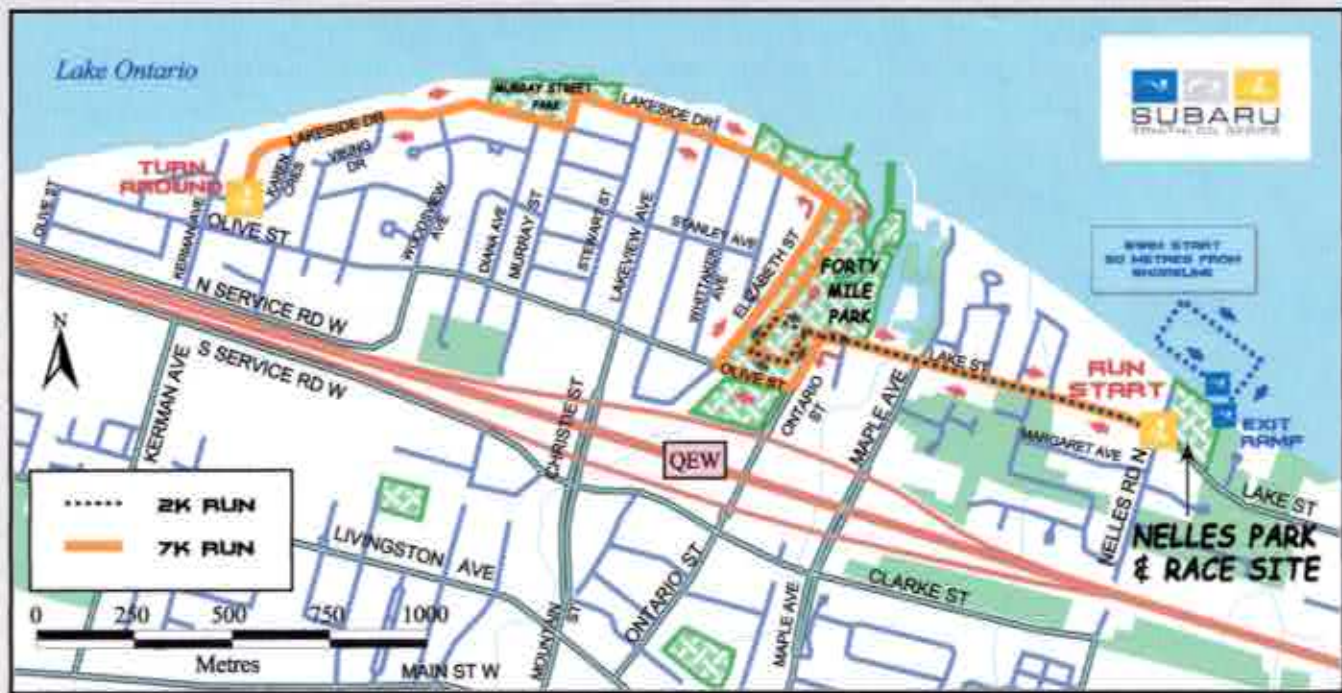 Lake Ontario
SUBARU
TRIATHLON SERIES
MURRAY STREET
PARK
LAKESIDE DR
LAKESIDE DR
TURN
AROUND
KAREN
CRES
VIKING
DR
OLIVE ST
KERMAN AVE
OLIVE ST
WOODSVIEW
AVE
DIANA AVE
MURRAY ST
STEWART ST
LAKEVIEW AVE
STANLEY AVE
WHITTAKER
AVE
ELIZABETH ST
FORTY
MILE
PARK
SWIM START
50 METRES FROM
SHORELINE
N SERVICE RD W
S SERVICE RD W
N
KERMAN AVE
CHRISTIE ST
OLIVE ST
ONTARIO
ST
MAPLE AVE
LAKE ST
RUN
START
MARGARET AVE
EXIT
RAMP
NELLES RD N
LAKE ST
NELLES PARK
& RACE SITE
QEW
2K RUN
7K RUN
LIVINGSTON AVE
MOUNTAIN
ST
ONTARIO ST
MAPLE AVE
CLARKE ST
MAIN ST W
0 250 500 750 1000
Metres